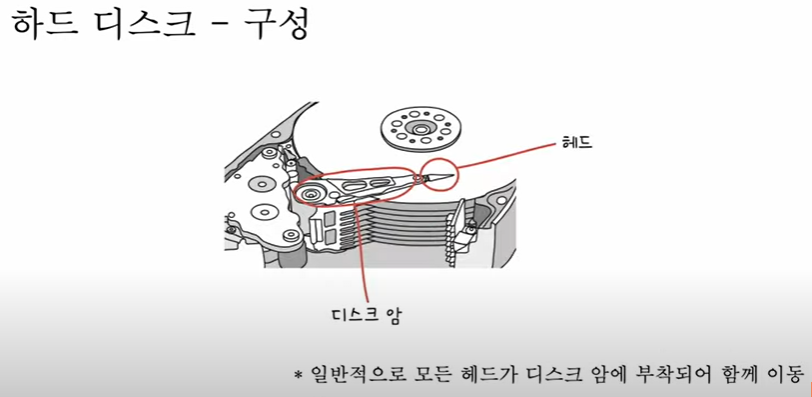 하드 디스크 - 구성
헤드
디스크 암
* 일반적으로 모든 헤드가 디스크 암에 부착되어 함께 이동